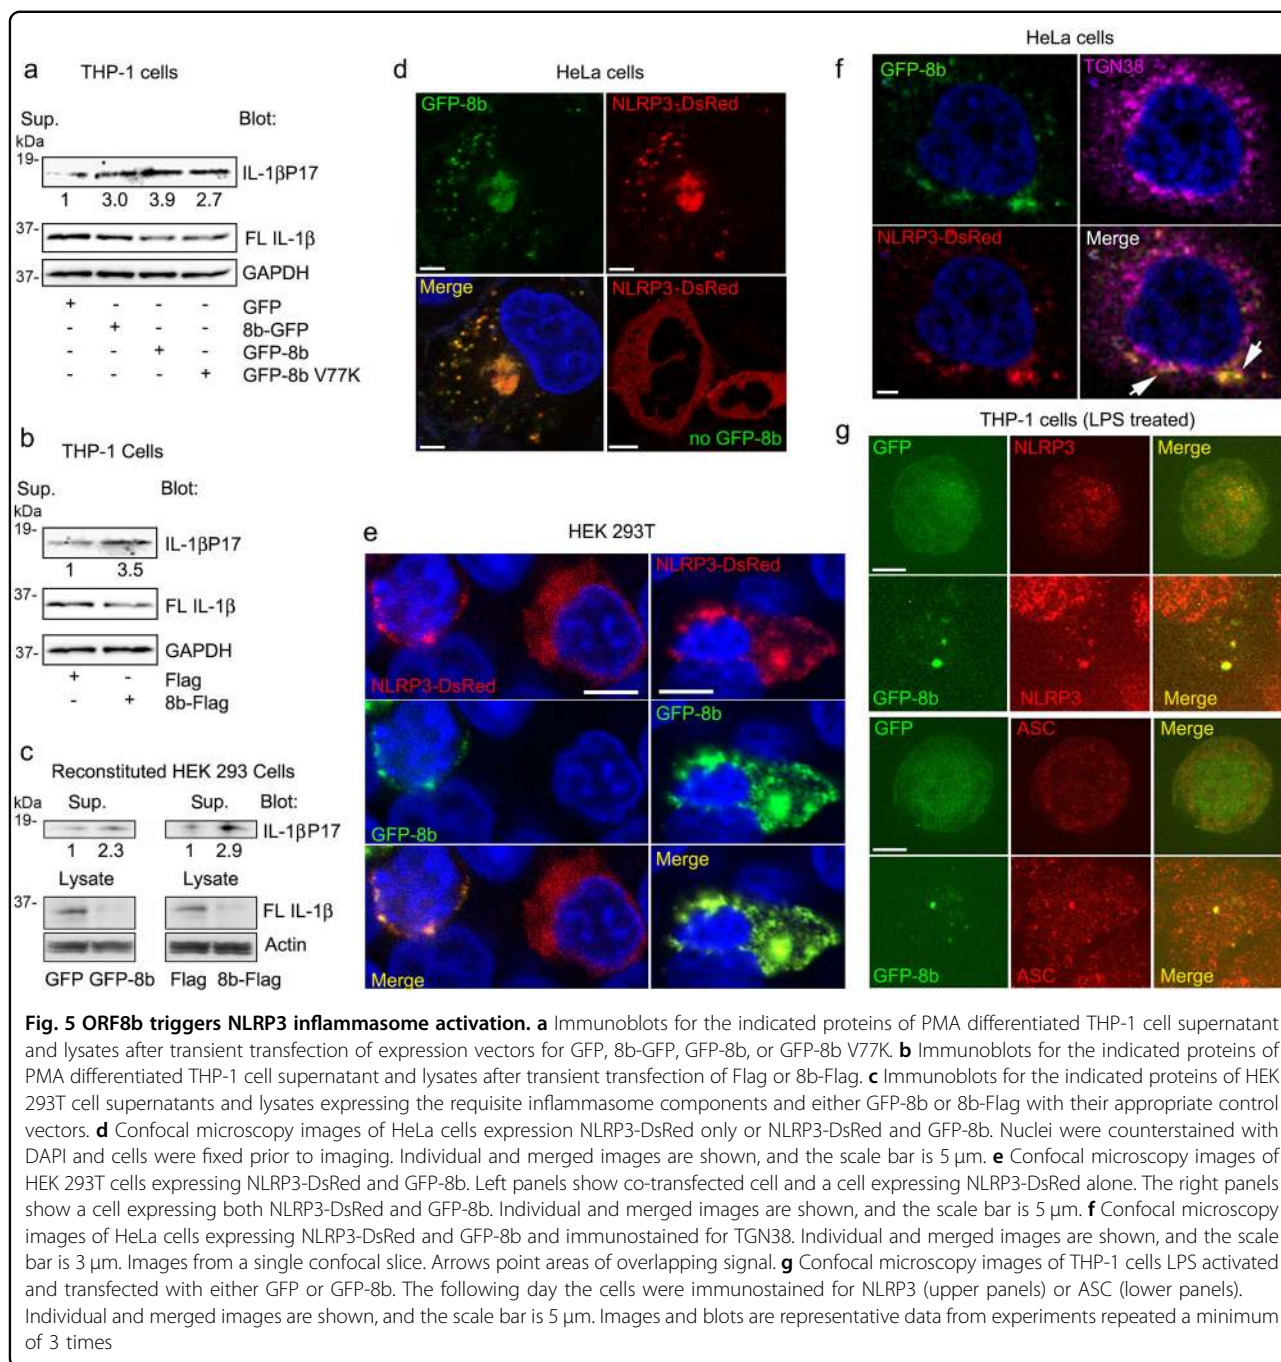 a
THP-1 cells
Sup.
Blot:
kDa
19-
IL-1βP17
1 3.0 3.9 2.7
37-
FL IL-1β
37-
GAPDH
+ - - - GFP
- + - - 8b-GFP
- - + - GFP-8b
- - - + GFP-8b V77K
b
THP-1 Cells
Sup.
Blot:
kDa
19-
IL-1βP17
1 3.5
37-
FL IL-1β
37-
GAPDH
+ - Flag
- + 8b-Flag
c
Reconstituted HEK 293 Cells
kDa Sup. Sup. Blot:
19-
IL-1βP17
1 2.3 1 2.9
Lysate Lysate
37-
FL IL-1β
Actin
GFP GFP-8b Flag 8b-Flag
d
HeLa cells
GFP-8b NLRP3-DsRed
Merge NLRP3-DsRed
no GFP-8b
e
HEK 293T
NLRP3-DsRed
NLRP3-DsRed
GFP-8b
GFP-8b
Merge
Merge
f
HeLa cells
GFP-8b TGN38
NLRP3-DsRed Merge
g
THP-1 cells (LPS treated)
GFP NLRP3 Merge
GFP-8b NLRP3 Merge
GFP ASC Merge
GFP-8b ASC Merge
Fig. 5 ORF8b triggers NLRP3 inflammasome activation. a Immunoblots for the indicated proteins of PMA differentiated THP-1 cell supernatant
and lysates after transient transfection of expression vectors for GFP, 8b-GFP, GFP-8b, or GFP-8b V77K. b Immunoblots for the indicated proteins of
PMA differentiated THP-1 cell supernatant and lysates after transient transfection of Flag or 8b-Flag. c Immunoblots for the indicated proteins of HEK
293T cell supernatants and lysates expressing the requisite inflammasome components and either GFP-8b or 8b-Flag with their appropriate control
vectors. d Confocal microscopy images of HeLa cells expression NLRP3-DsRed only or NLRP3-DsRed and GFP-8b. Nuclei were counterstained with
DAPI and cells were fixed prior to imaging. Individual and merged images are shown, and the scale bar is 5 μm. e Confocal microscopy images of
HEK 293T cells expressing NLRP3-DsRed and GFP-8b. Left panels show co-transfected cell and a cell expressing NLRP3-DsRed alone. The right panels
show a cell expressing both NLRP3-DsRed and GFP-8b. Individual and merged images are shown, and the scale bar is 5 μm. f Confocal microscopy
images of HeLa cells expressing NLRP3-DsRed and GFP-8b and immunostained for TGN38. Individual and merged images are shown, and the scale
bar is 3 μm. Images from a single confocal slice. Arrows point areas of overlapping signal. g Confocal microscopy images of THP-1 cells LPS activated
and transfected with either GFP or GFP-8b. The following day the cells were immunostained for NLRP3 (upper panels) or ASC (lower panels).
Individual and merged images are shown, and the scale bar is 5 μm. Images and blots are representative data from experiments repeated a minimum
of 3 times